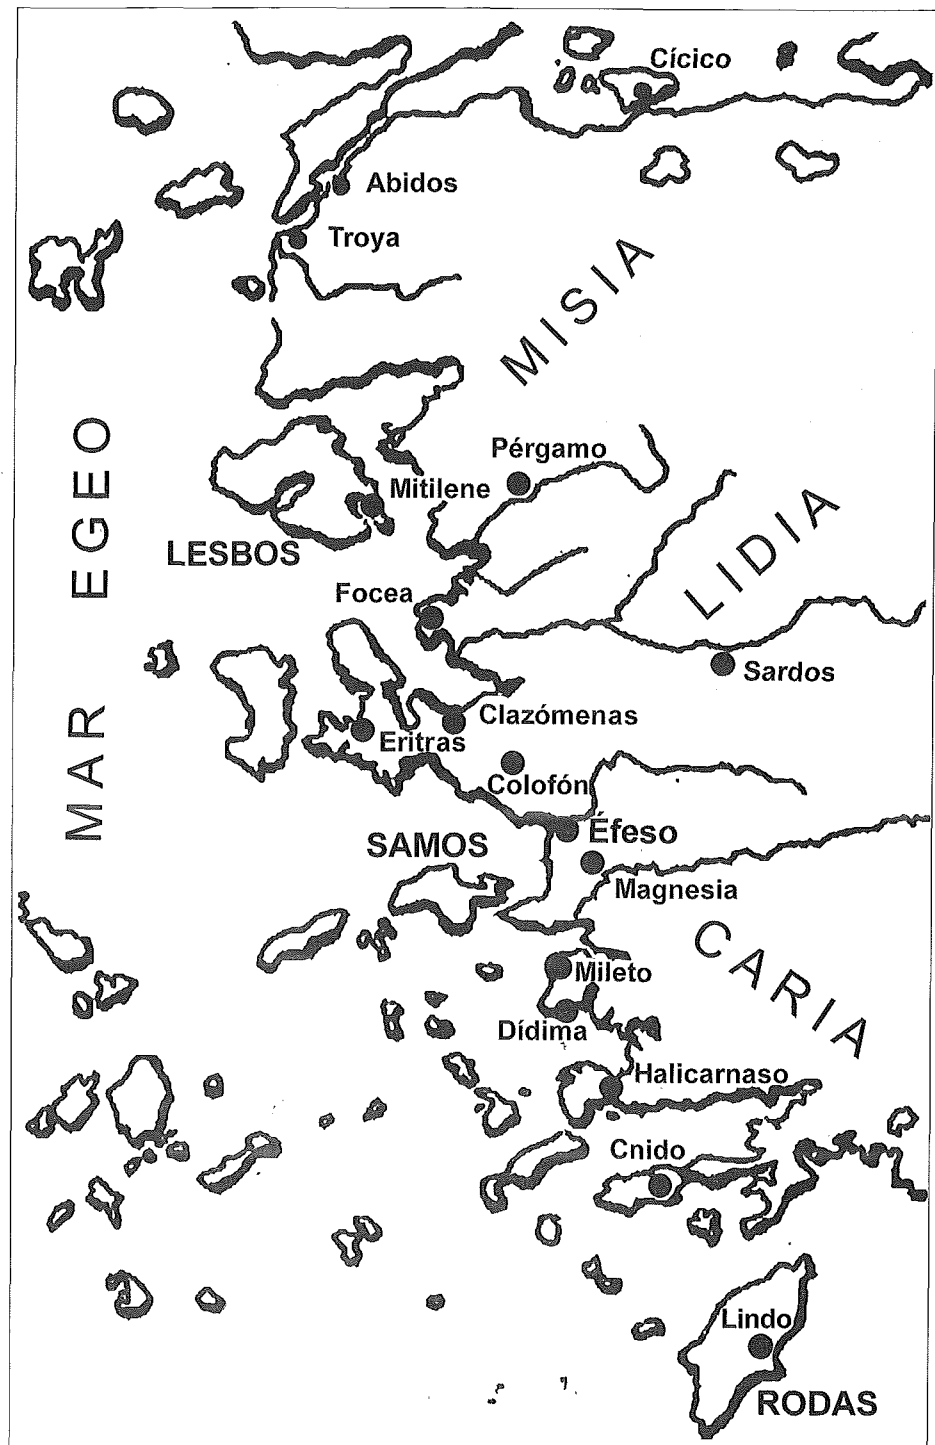 Cícico
Abidos
Troya
MISIA
MAR EGEO
Pérgamo
Mitilene
LESBOS
LIDIA
Focea
Sardos
Clazómenas
Eritras
Colofón
Éfeso
SAMOS
Magnesia
CARIA
Mileto
Dídima
Halicarnaso
Cnido
Lindo
RODAS